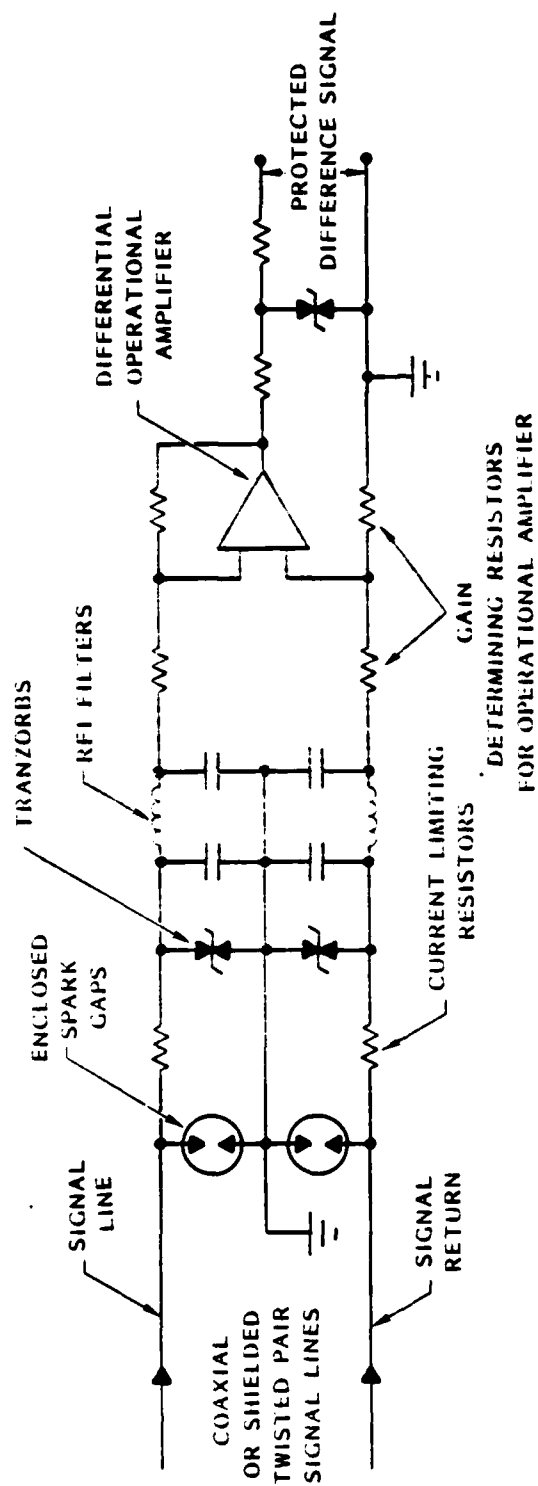 COAXIAL
OR SHIELDED
TWISTED PAIR
SIGNAL LINES
SIGNAL
LINE
SIGNAL
RETURN
ENCLOSED
SPARK
GAPS
TRANZORBS
RFI FILTERS
CURRENT LIMITING
RESISTORS
DIFFERENTIAL
OPERATIONAL
AMPLIFIER
GAIN
DETERMINING RESISTORS
FOR OPERATIONAL AMPLIFIER
PROTECTED
DIFFERENCE SIGNAL